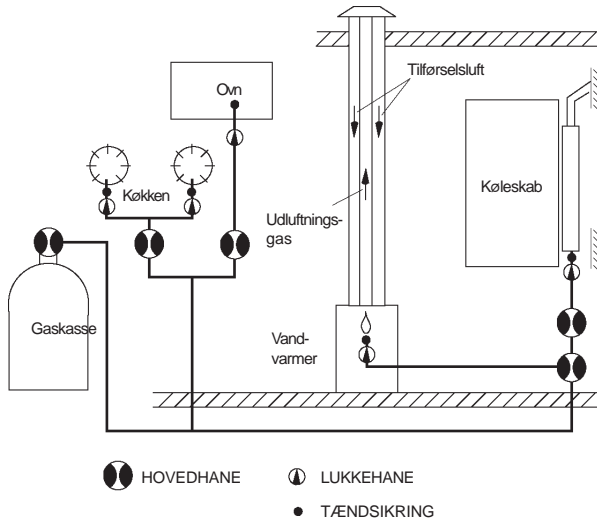 Ovn
Tilførselsluft
Køkken
Køleskab
Udluftnings-
gas
Gaskasse
Vand-
varmer
HOVEDHANE
LUKKEHANE
TÆNDSIKRING